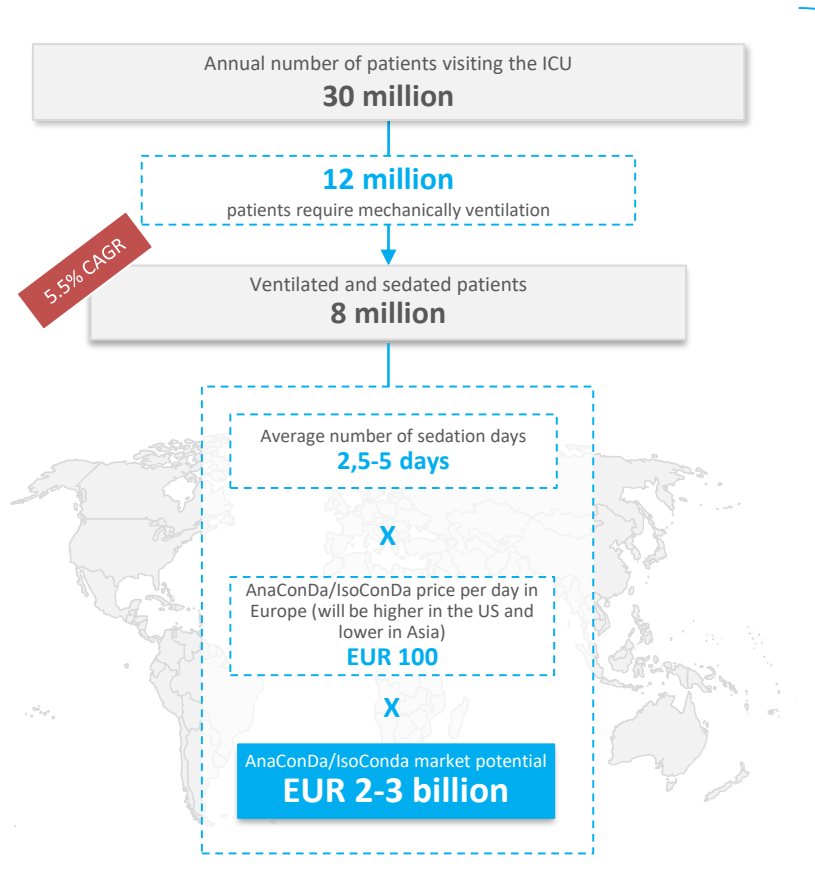 Annual number of patients visiting the ICU
30 million
12 million
patients require mechanically ventilation
5.5% CAGR
Ventilated and sedated patients
8 million
Average number of sedation days
2,5-5 days
X
AnaConDa/IsoConDa price per day in
Europe (will be higher in the US and
lower in Asia)
EUR 100
X
AnaConDa/IsoConda market potential
EUR 2-3 billion